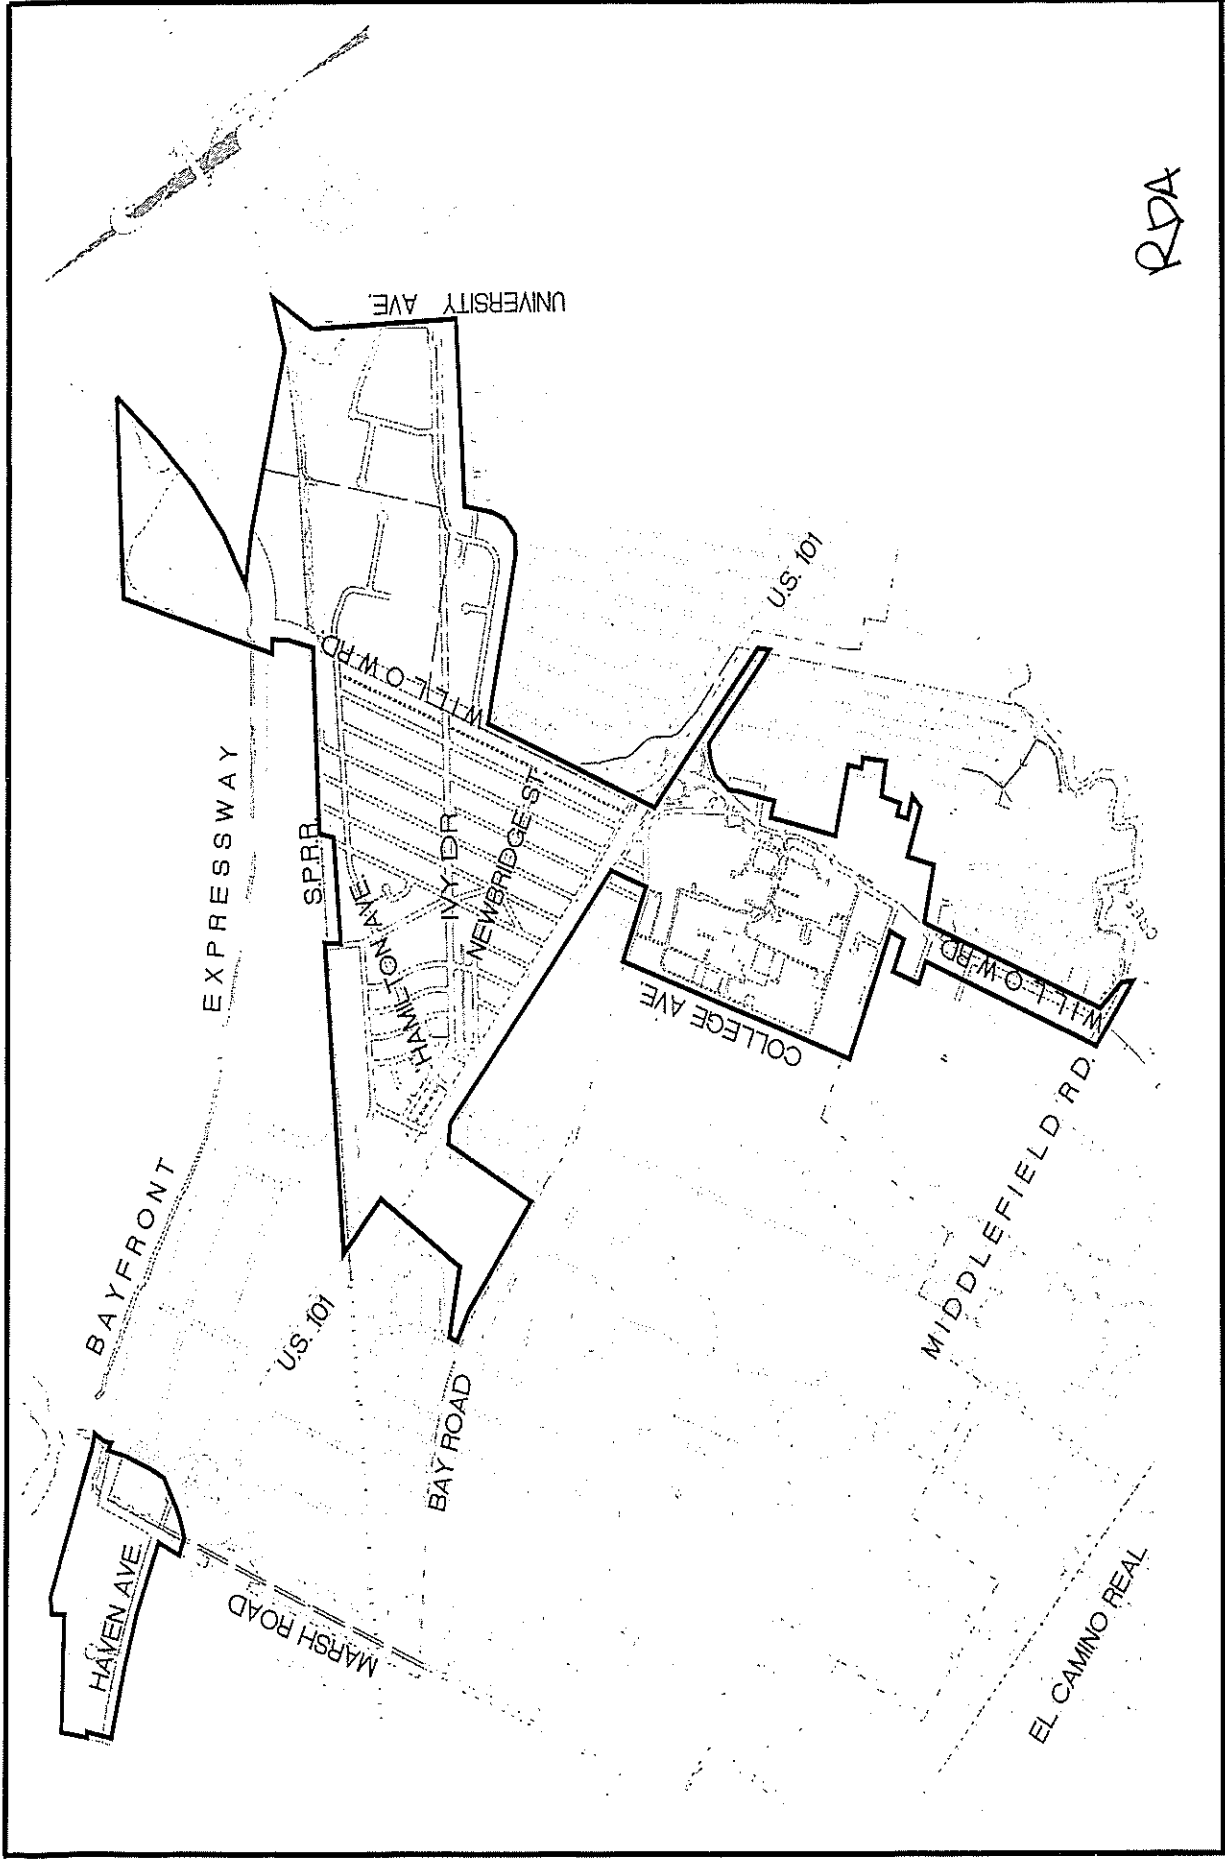 BAYFRONT
EXPRESSWAY
UNIVERSITY AVE.
HAVEN AVE.
MARSH ROAD
U.S. 101
BAY ROAD
S.P.R.R.
HAMILTON AVE
IVY DR.
NEWBRIDGE ST.
WILLOW RD.
U.S. 101
COLLEGE AVE.
WILLOW RD.
MIDDLEFIELD RD.
EL CAMINO REAL
RDA